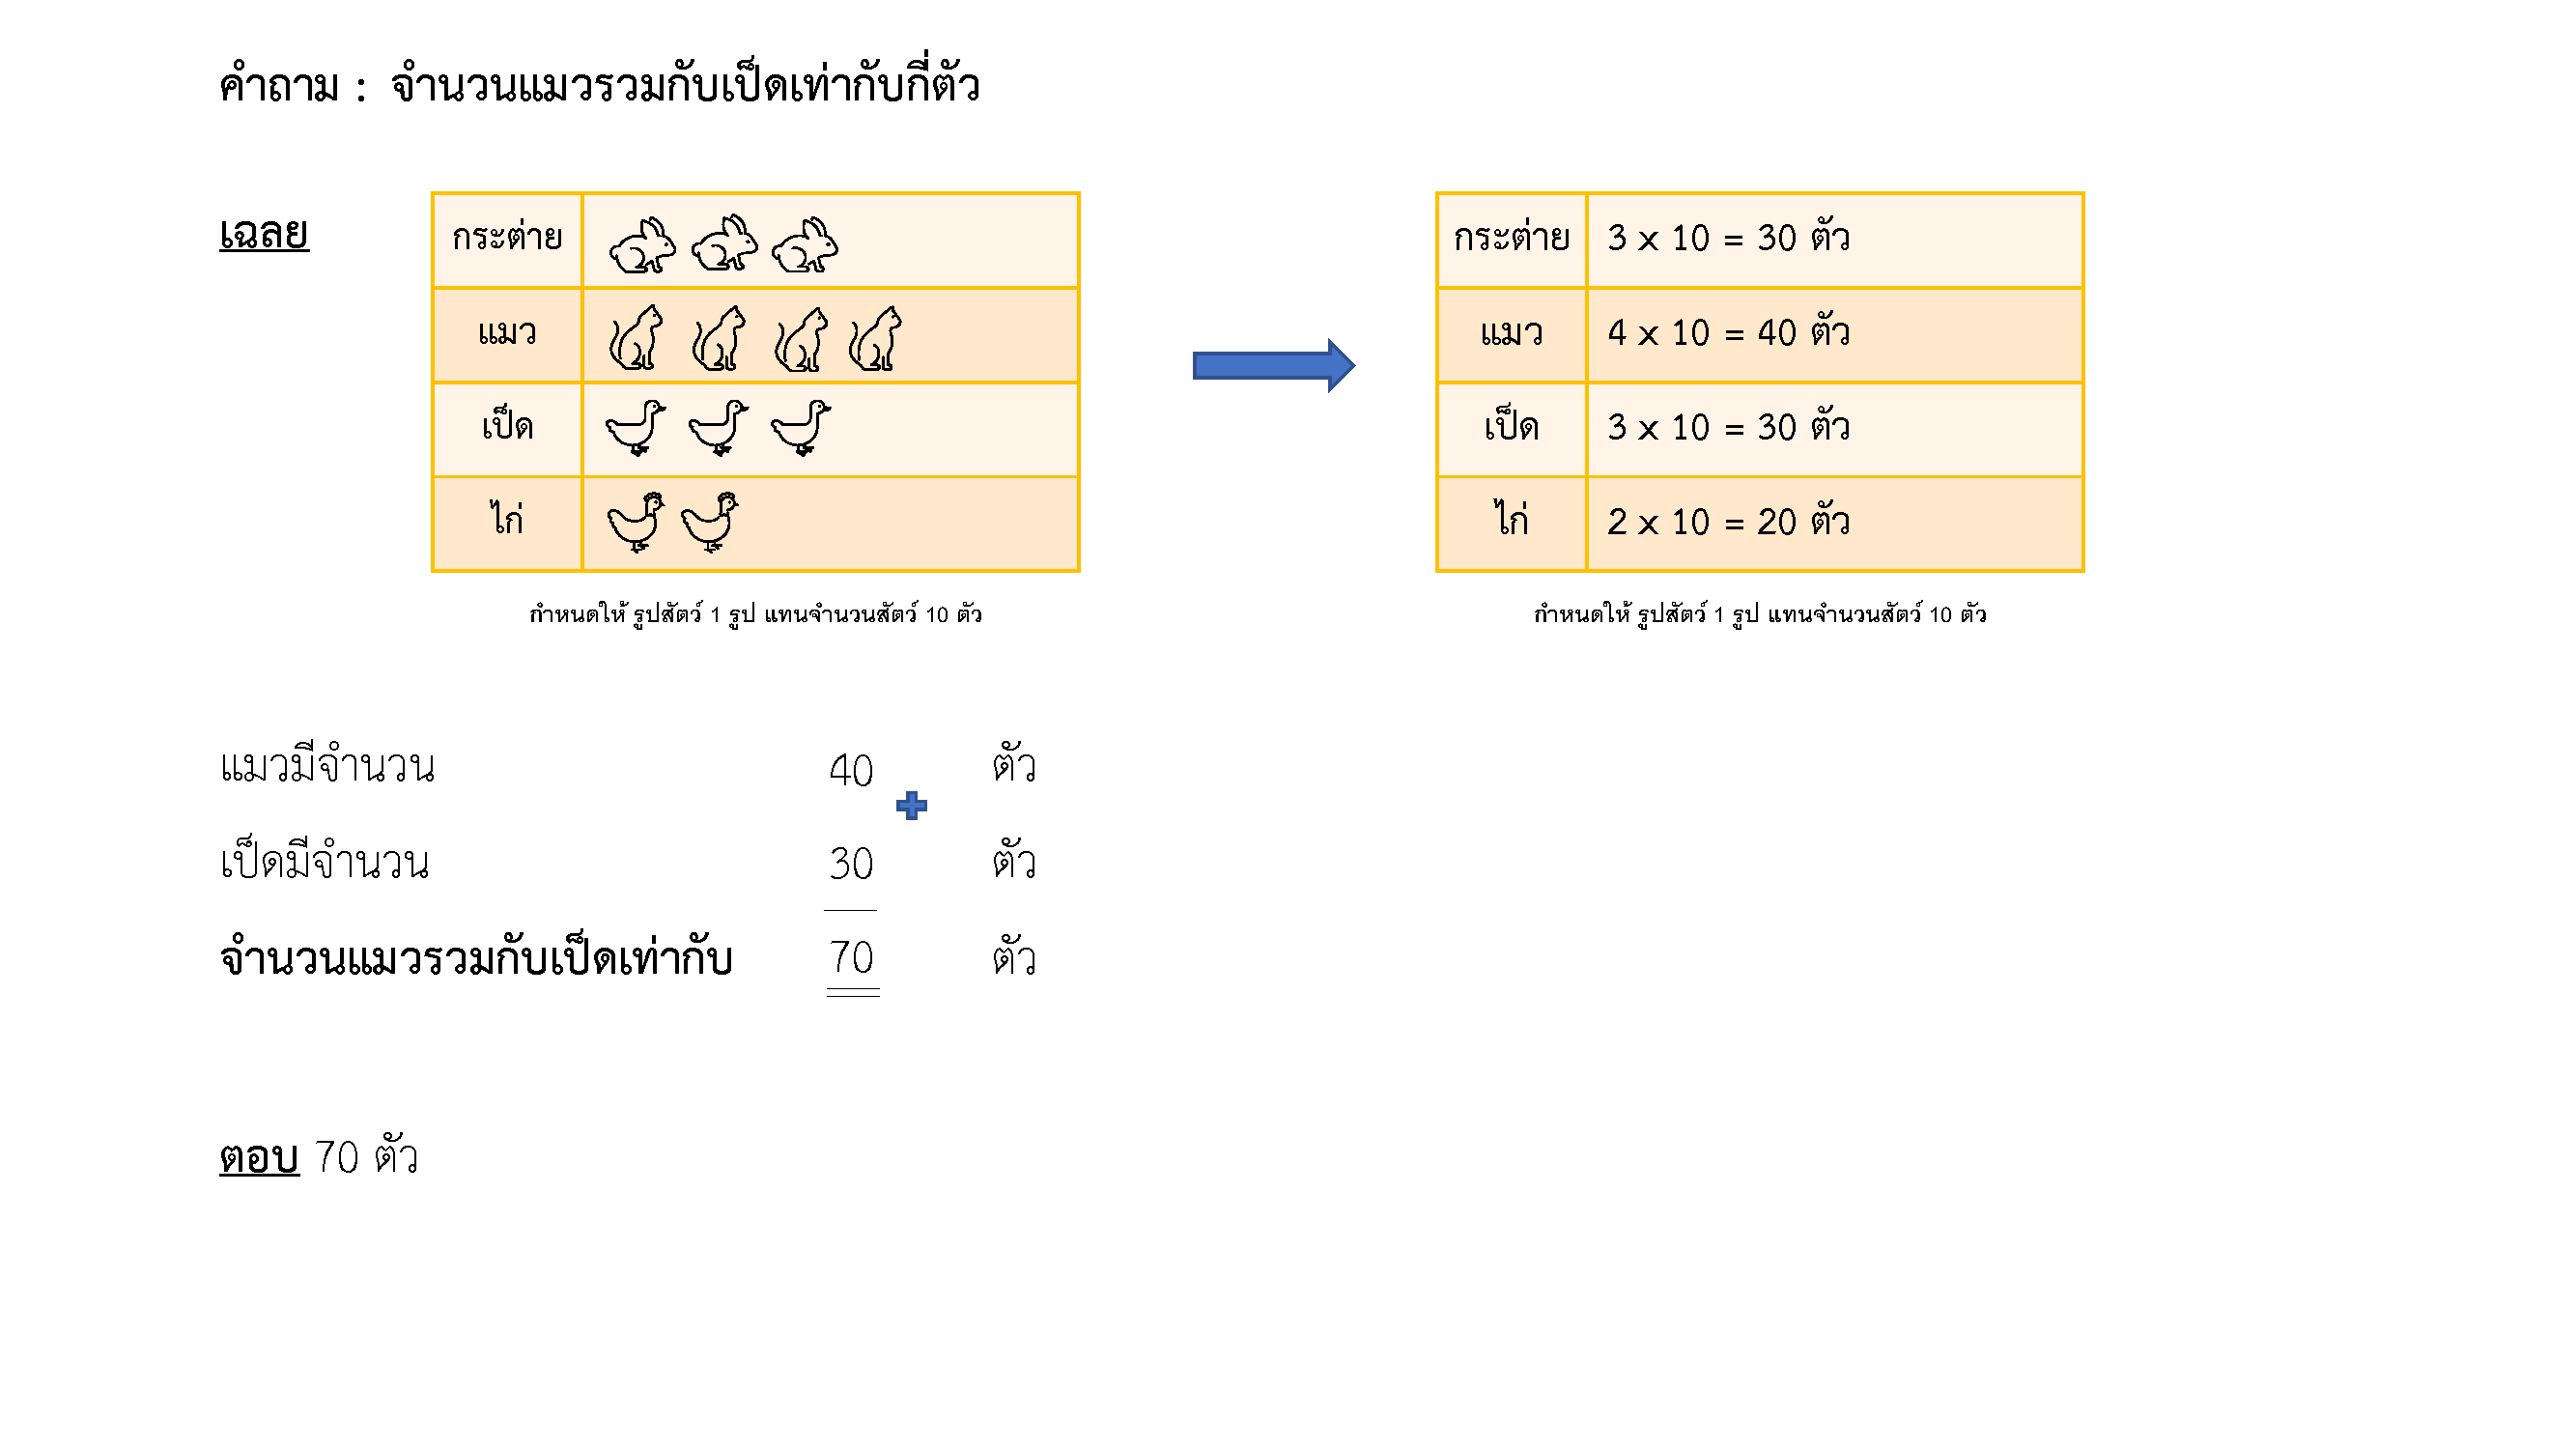 คำถาม : จำนวนแมวรวมกับเป็ดเท่ากับกี่ตัว
เฉลย
กระต่าย
แมว
เป็ด
ไก่
กำหนดให้ รูปสัตว์ 1 รูป แทนจำนวนสัตว์ 10 ตัว
กระต่าย 3 x 10 = 30 ตัว
แมว 4 x 10 = 40 ตัว
เป็ด 3 x 10 = 30 ตัว
ไก่ 2 x 10 = 20 ตัว
กำหนดให้ รูปสัตว์ 1 รูป แทนจำนวนสัตว์ 10 ตัว
แมวมีจำนวน 40 ตัว
เป็ดมีจำนวน 30 ตัว
จำนวนแมวรวมกับเป็ดเท่ากับ 70 ตัว
ตอบ 70 ตัว